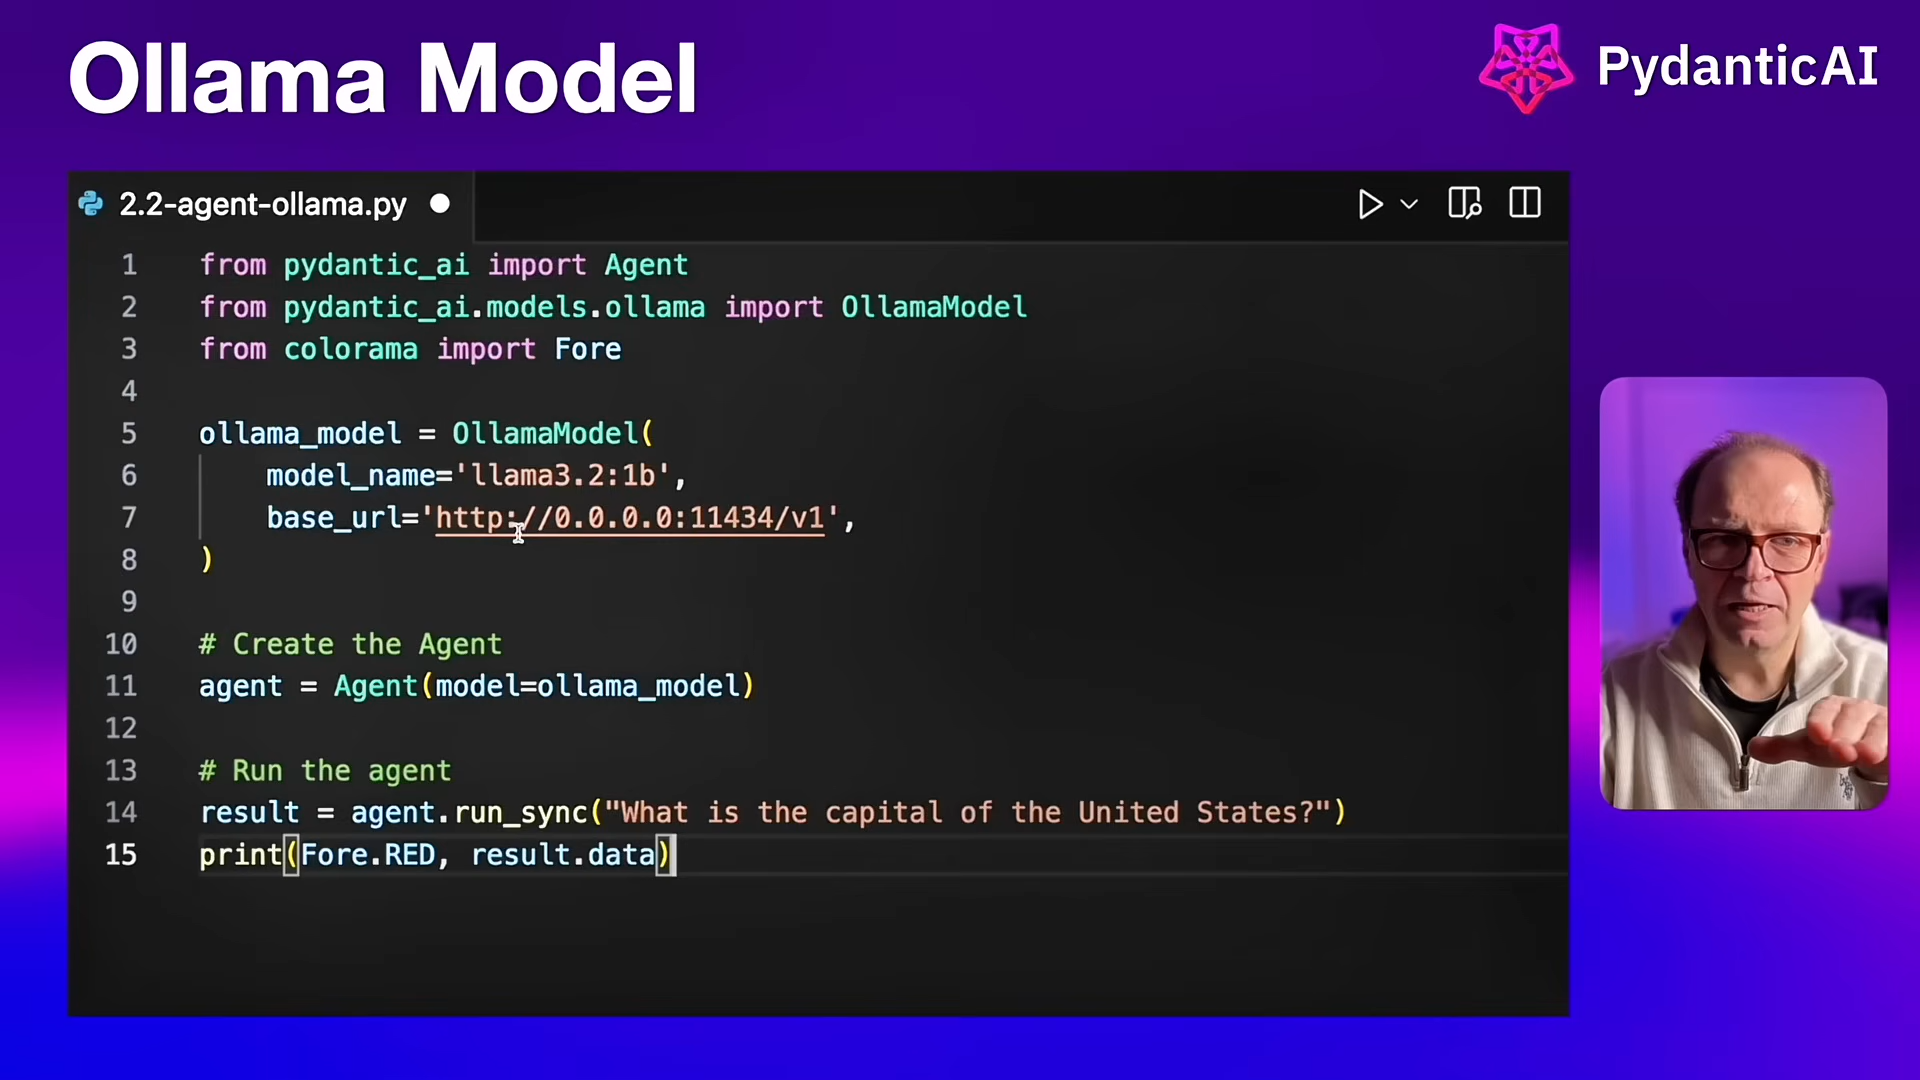 Ollama Model
PydanticAI
2.2-agent-ollama.py
1 from pydantic_ai import Agent
2 from pydantic_ai.models.ollama import OllamaModel
3 from colorama import Fore
4
5 ollama_model = OllamaModel(
6     model_name='llama3.2:1b',
7     base_url='http://0.0.0.0:11434/v1',
8 )
9
10 # Create the Agent
11 agent = Agent(model=ollama_model)
12
13 # Run the agent
14 result = agent.run_sync("What is the capital of the United States?")
15 print(Fore.RED, result.data)